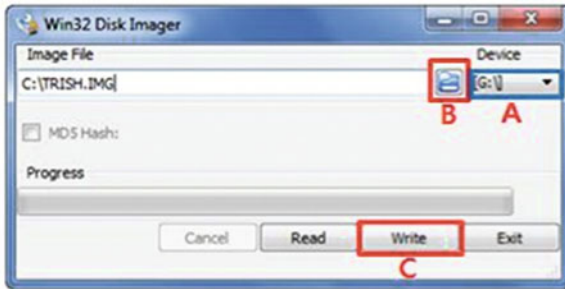 Win32 Disk Imager
Image File Device
C:\TRISH.IMG [G:\]
B A
MD5 Hash:
Progress
Cancel Read Write Exit
C